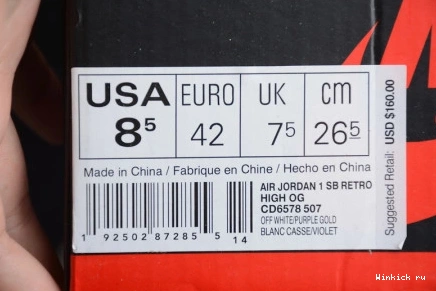 USA EURO UK cm
8⁵ 42 7⁵ 26⁵
Made in China / Fabrique en Chine / Hecho en China
AIR JORDAN 1 SB RETRO
HIGH OG
CD6578 507
OFF WHITE/PURPLE GOLD
BLANC CASSE/VIOLET
1 92502 87285 5 14
Suggested Retail: USD $160.00
Winkick.ru